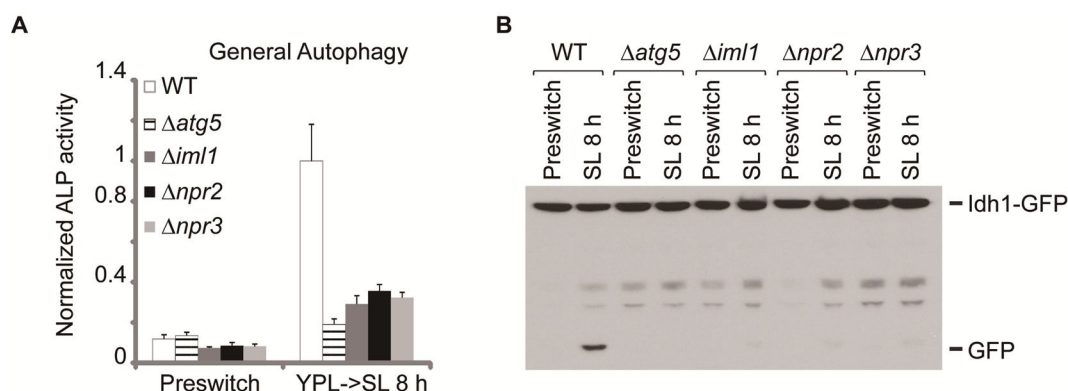 A
General Autophagy
Normalized ALP activity
1.4
1
0.8
0.4
0
WT
Δatg5
Δiml1
Δnpr2
Δnpr3
Preswitch
YPL->SL 8 h
B
WT
Δatg5
Δiml1
Δnpr2
Δnpr3
Preswitch
SL 8 h
Preswitch
SL 8 h
Preswitch
SL 8 h
Preswitch
SL 8 h
Preswitch
SL 8 h
Idh1-GFP
GFP